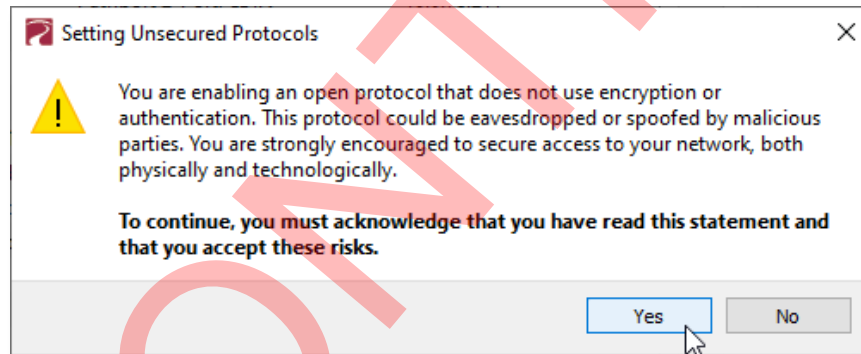 Setting Unsecured Protocols
You are enabling an open protocol that does not use encryption or
authentication. This protocol could be eavesdropped or spoofed by malicious
parties. You are strongly encouraged to secure access to your network, both
physically and technologically.
To continue, you must acknowledge that you have read this statement and
that you accept these risks.
Yes No